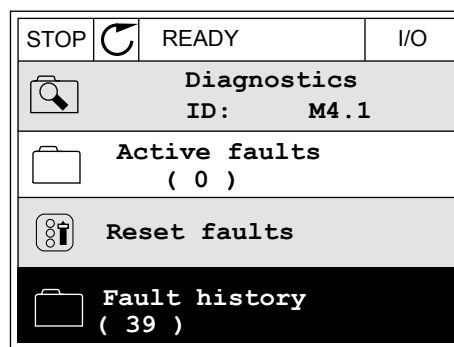 STOP READY I/O
Diagnostics
ID: M4.1
Active faults
( 0 )
Reset faults
Fault history
( 39 )